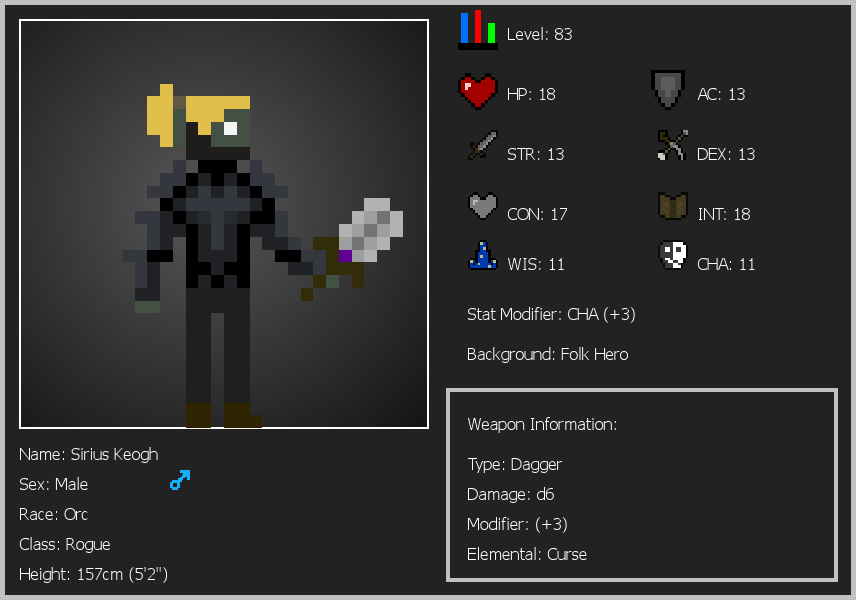 Level: 83
HP: 18
AC: 13
STR: 13
DEX: 13
CON: 17
INT: 18
WIS: 11
CHA: 11
Stat Modifier: CHA (+3)
Background: Folk Hero
Weapon Information:
Type: Dagger
Damage: d6
Modifier: (+3)
Elemental: Curse
Name: Sirius Keogh
Sex: Male
Race: Orc
Class: Rogue
Height: 157cm (5'2")